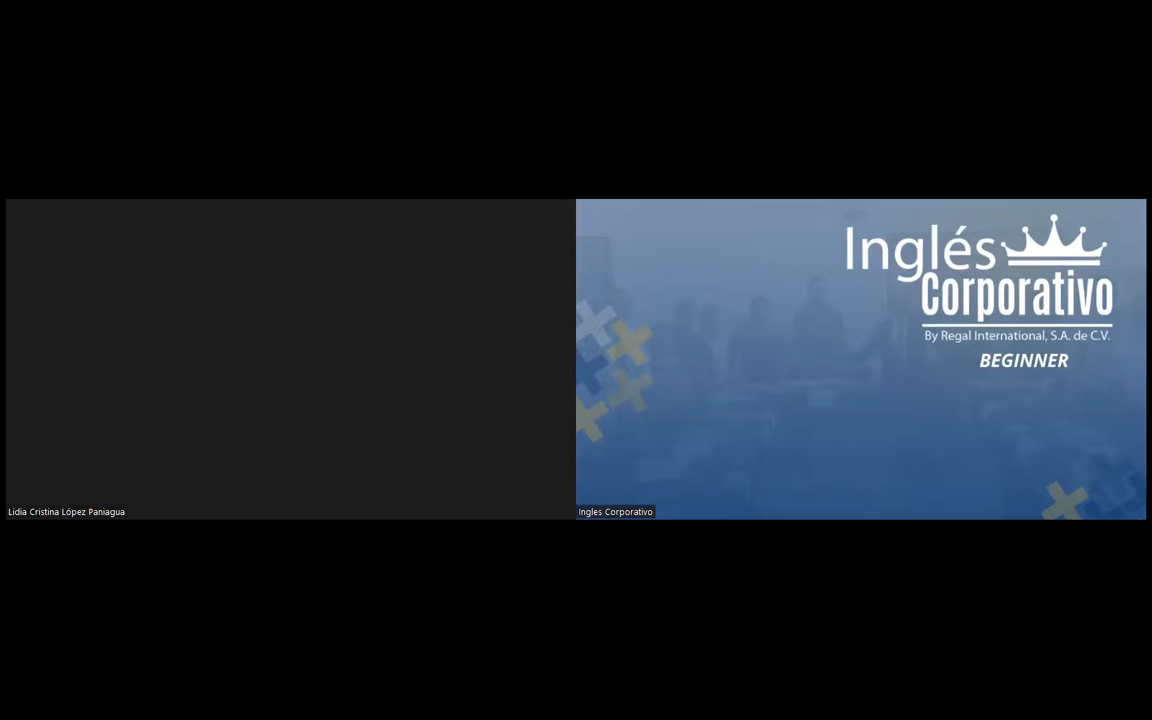 Inglés
Corporativo
By Regal International, S.A. de C.V.
BEGINNER
Lidia Cristina López Paniagua
Ingles Corporativo